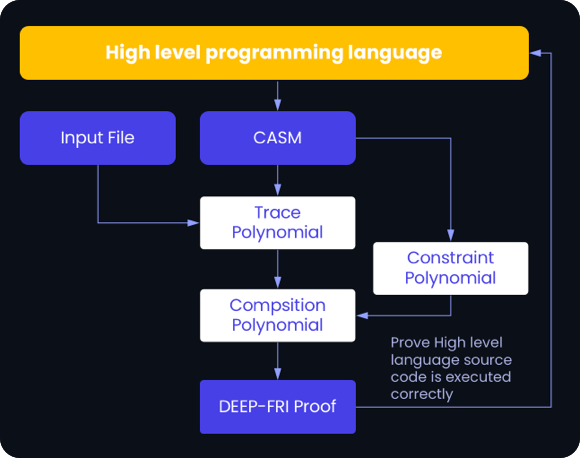 High level programming language
Input File
CASM
Trace
Polynomial
Constraint
Polynomial
Compsition
Polynomial
Prove High level
language source
code is executed
correctly
DEEP-FRI Proof